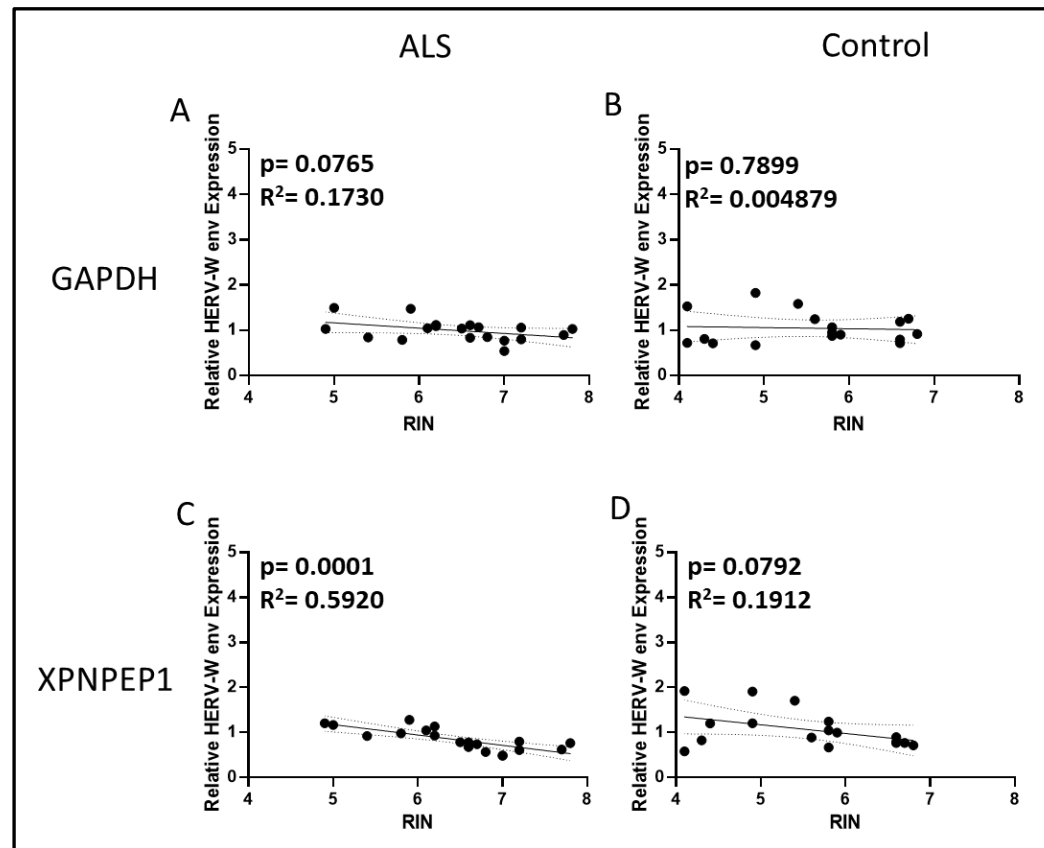 ALS
Control
GAPDH
XPNPEP1
A
p= 0.0765
R²= 0.1730
Relative HERV-W env Expression
5
4
3
2
1
0
4
5
6
7
8
RIN
B
p= 0.7899
R²= 0.004879
Relative HERV-W env Expression
5
4
3
2
1
0
4
5
6
7
8
RIN
C
p= 0.0001
R²= 0.5920
Relative HERV-W env Expression
5
4
3
2
1
0
4
5
6
7
8
RIN
D
p= 0.0792
R²= 0.1912
Relative HERV-W env Expression
5
4
3
2
1
0
4
5
6
7
8
RIN